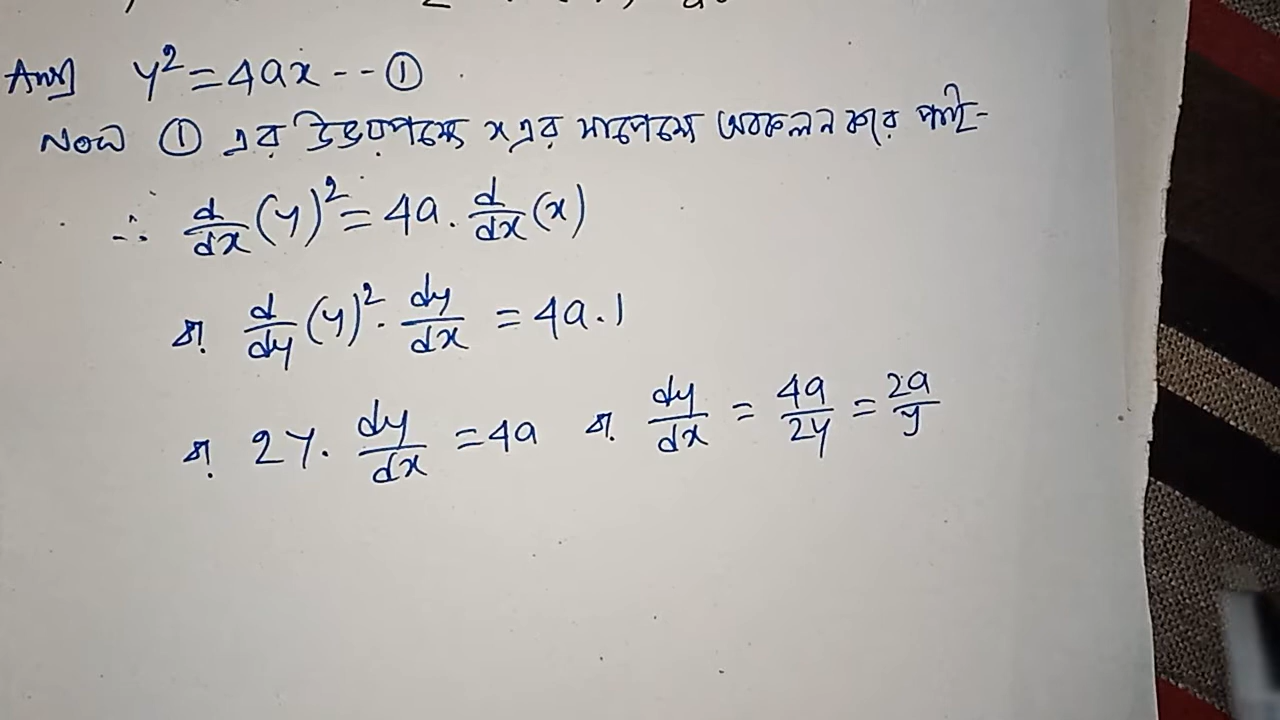 Ans y² = 4ax -- ①
Now ① এর উভয়পক্ষে x এর সাপেক্ষে অবকলন করে পাই-
∴ d/dx (y)² = 4a. d/dx (x)
বা, d/dy (y)² . dy/dx = 4a.1
বা, 2y. dy/dx = 4a বা, dy/dx = 4a/2y = 2a/y